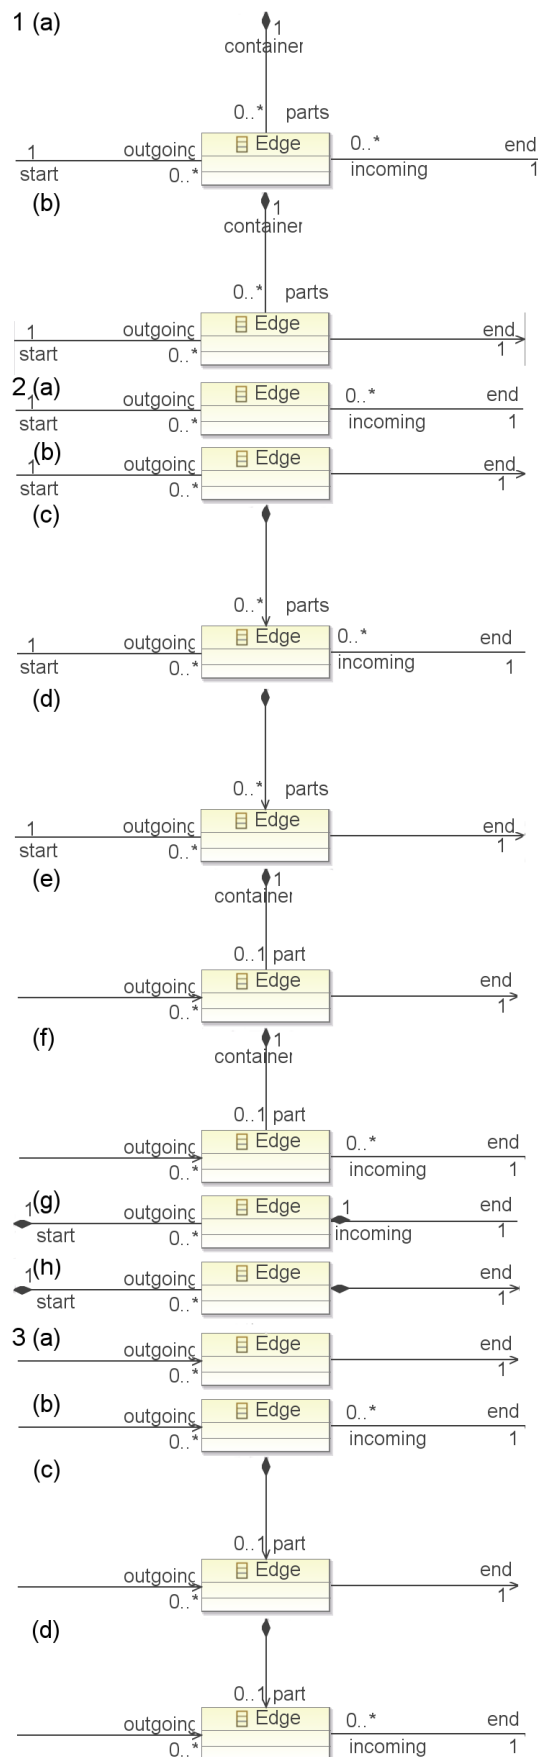 1 (a)
1
container
0..* parts
Edge
1 outgoing 0..* end
start 0..* incoming 1
(b)
1
container
0..* parts
Edge
1 outgoing end
start 0..* 1
2 (a)
Edge
1 outgoing 0..* end
start 0..* incoming 1
(b)
Edge
1 outgoing end
start 0..* 1
(c)
0..* parts
Edge
1 outgoing 0..* end
start 0..* incoming 1
(d)
0..* parts
Edge
1 outgoing end
start 0..* 1
(e)
1
container
0..1 part
Edge
outgoing end
0..* 1
(f)
1
container
0..1 part
Edge
outgoing 0..* end
0..* incoming 1
(g)
Edge
1 outgoing 1 end
start 0..* incoming 1
(h)
Edge
1 outgoing end
start 0..* 1
3 (a)
Edge
outgoing end
0..* 1
(b)
Edge
outgoing 0..* end
0..* incoming 1
(c)
0..1 part
Edge
outgoing end
0..* 1
(d)
0..1 part
Edge
outgoing 0..* end
0..* incoming 1